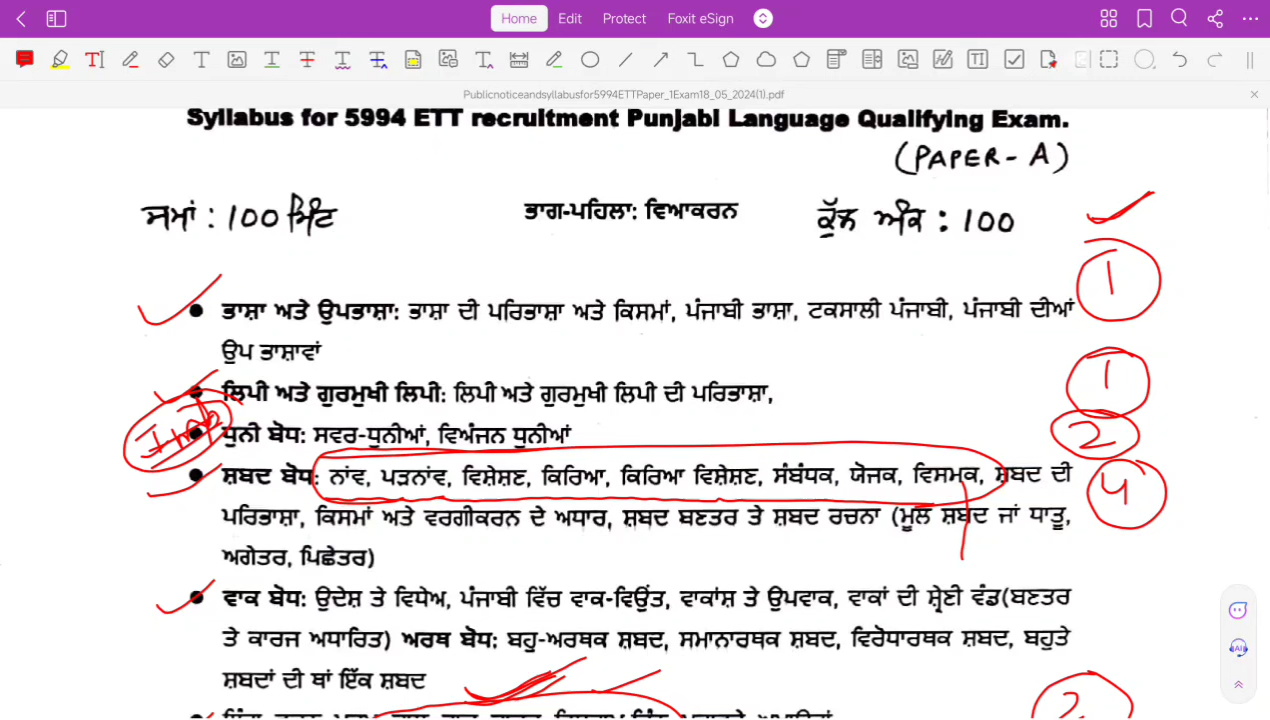 Home Edit Protect Foxit eSign
Publicnoticeandsyllabusfor5994ETTPaper_1Exam18_05_2024(1).pdf
Syllabus for 5994 ETT recruitment Punjabi Language Qualifying Exam.
(PAPER-A)
ਸਮਾਂ : 100 ਮਿੰਟ
ਭਾਗ-ਪਹਿਲਾ: ਵਿਆਕਰਨ
ਕੁੱਲ ਅੰਕ : 100
1
ਭਾਸ਼ਾ ਅਤੇ ਉਪਭਾਸ਼ਾ: ਭਾਸ਼ਾ ਦੀ ਪਰਿਭਾਸ਼ਾ ਅਤੇ ਕਿਸਮਾਂ, ਪੰਜਾਬੀ ਭਾਸ਼ਾ, ਟਕਸਾਲੀ ਪੰਜਾਬੀ, ਪੰਜਾਬੀ ਦੀਆਂ
ਉਪ ਭਾਸ਼ਾਵਾਂ
ਲਿਪੀ ਅਤੇ ਗੁਰਮੁਖੀ ਲਿਪੀ: ਲਿਪੀ ਅਤੇ ਗੁਰਮੁਖੀ ਲਿਪੀ ਦੀ ਪਰਿਭਾਸ਼ਾ,
1
Imp
ਧੁਨੀ ਬੋਧ: ਸਵਰ-ਧੁਨੀਆਂ, ਵਿਅੰਜਨ ਧੁਨੀਆਂ
2
ਸ਼ਬਦ ਬੋਧ: ਨਾਂਵ, ਪੜਨਾਂਵ, ਵਿਸ਼ੇਸ਼ਣ, ਕਿਰਿਆ, ਕਿਰਿਆ ਵਿਸ਼ੇਸ਼ਣ, ਸੰਬੰਧਕ, ਯੋਜਕ, ਵਿਸਮਕ, ਸ਼ਬਦ ਦੀ
ਪਰਿਭਾਸ਼ਾ, ਕਿਸਮਾਂ ਅਤੇ ਵਰਗੀਕਰਨ ਦੇ ਅਧਾਰ, ਸ਼ਬਦ ਬਣਤਰ ਤੇ ਸ਼ਬਦ ਰਚਨਾ (ਮੂਲ ਸ਼ਬਦ ਜਾਂ ਧਾਤੂ,
ਅਗੇਤਰ, ਪਿਛੇਤਰ)
ਵਾਕ ਬੋਧ: ਉਦੇਸ਼ ਤੇ ਵਿਧੇਅ, ਪੰਜਾਬੀ ਵਿੱਚ ਵਾਕ-ਵਿਉਂਤ, ਵਾਕਾਂਸ਼ ਤੇ ਉਪਵਾਕ, ਵਾਕਾਂ ਦੀ ਸ਼੍ਰੇਣੀ ਵੰਡ(ਬਣਤਰ
ਤੇ ਕਾਰਜ ਅਧਾਰਿਤ) ਅਰਥ ਬੋਧ: ਬਹੁ-ਅਰਥਕ ਸ਼ਬਦ, ਸਮਾਨਾਰਥਕ ਸ਼ਬਦ, ਵਿਰੋਧਾਰਥਕ ਸ਼ਬਦ, ਬਹੁਤੇ
ਸ਼ਬਦਾਂ ਦੀ ਥਾਂ ਇੱਕ ਸ਼ਬਦ
2